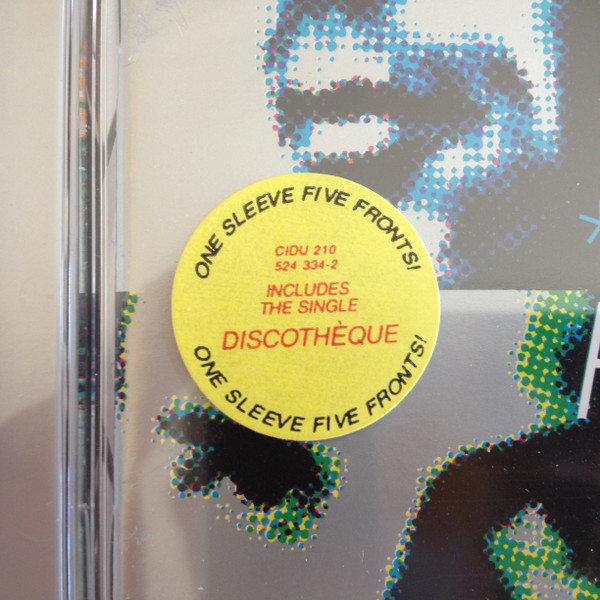 ONE SLEEVE FIVE FRONTS!
CIDU 210
524 334-2
INCLUDES
THE SINGLE
DISCOTHÈQUE
ONE SLEEVE FIVE FRONTS!